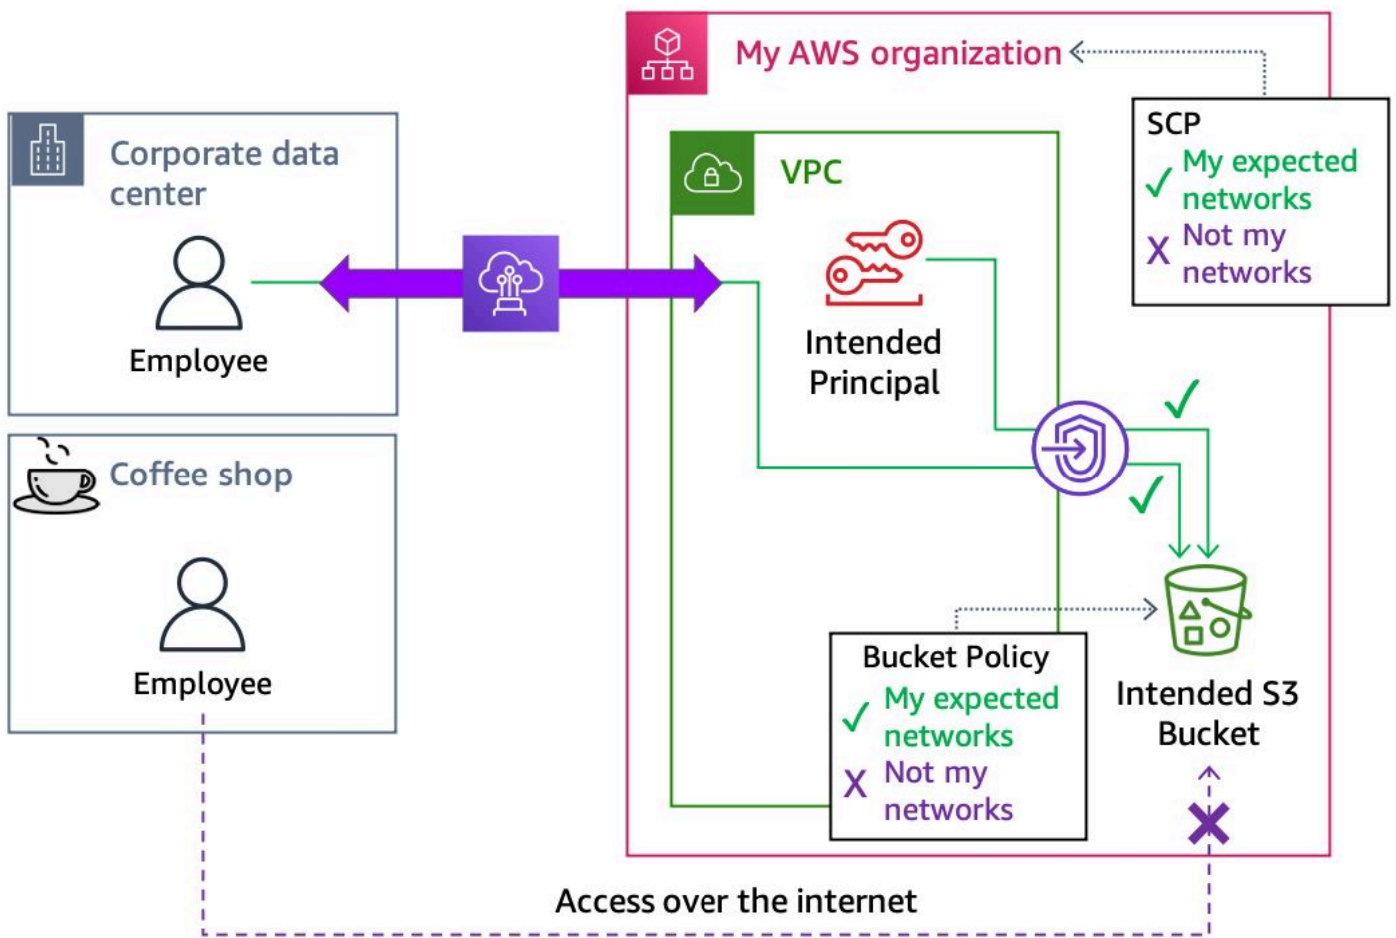 My AWS organization
SCP
✓ My expected
networks
X Not my
networks
Corporate data
center
Employee
VPC
Intended
Principal
Coffee shop
Employee
Bucket Policy
✓ My expected
networks
X Not my
networks
Intended S3
Bucket
Access over the internet